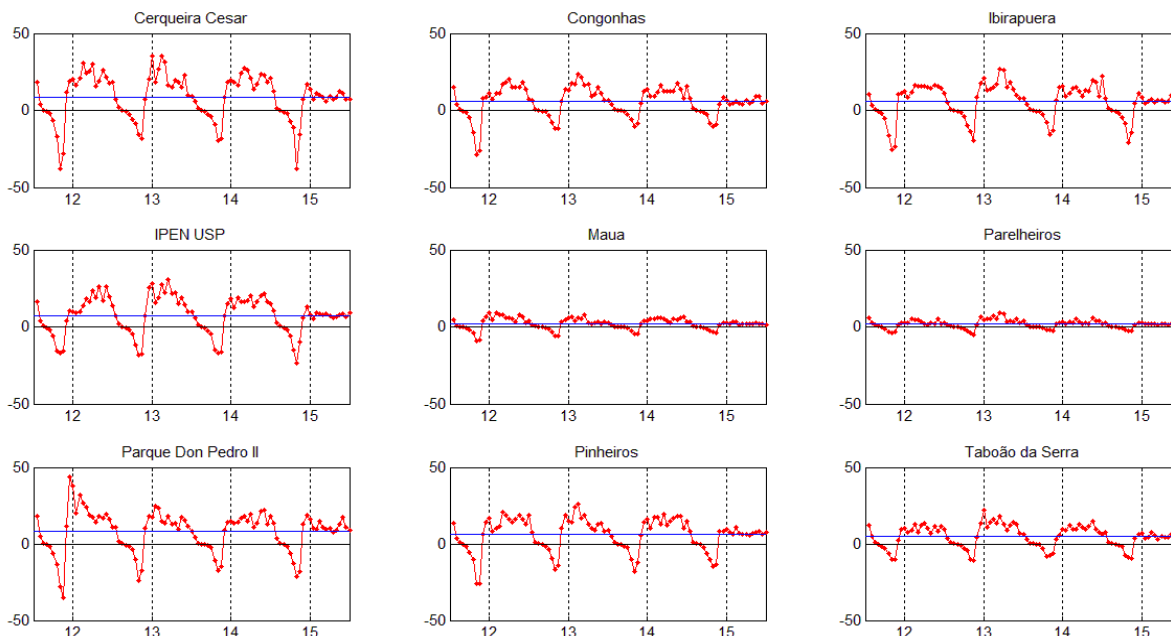 Cerqueira Cesar Congonhas Ibirapuera
50 50 50
0 0 0
-50 -50 -50
12 13 14 15 12 13 14 15 12 13 14 15
IPEN USP Maua Parelheiros
50 50 50
0 0 0
-50 -50 -50
12 13 14 15 12 13 14 15 12 13 14 15
Parque Don Pedro II Pinheiros Taboão da Serra
50 50 50
0 0 0
-50 -50 -50
12 13 14 15 12 13 14 15 12 13 14 15